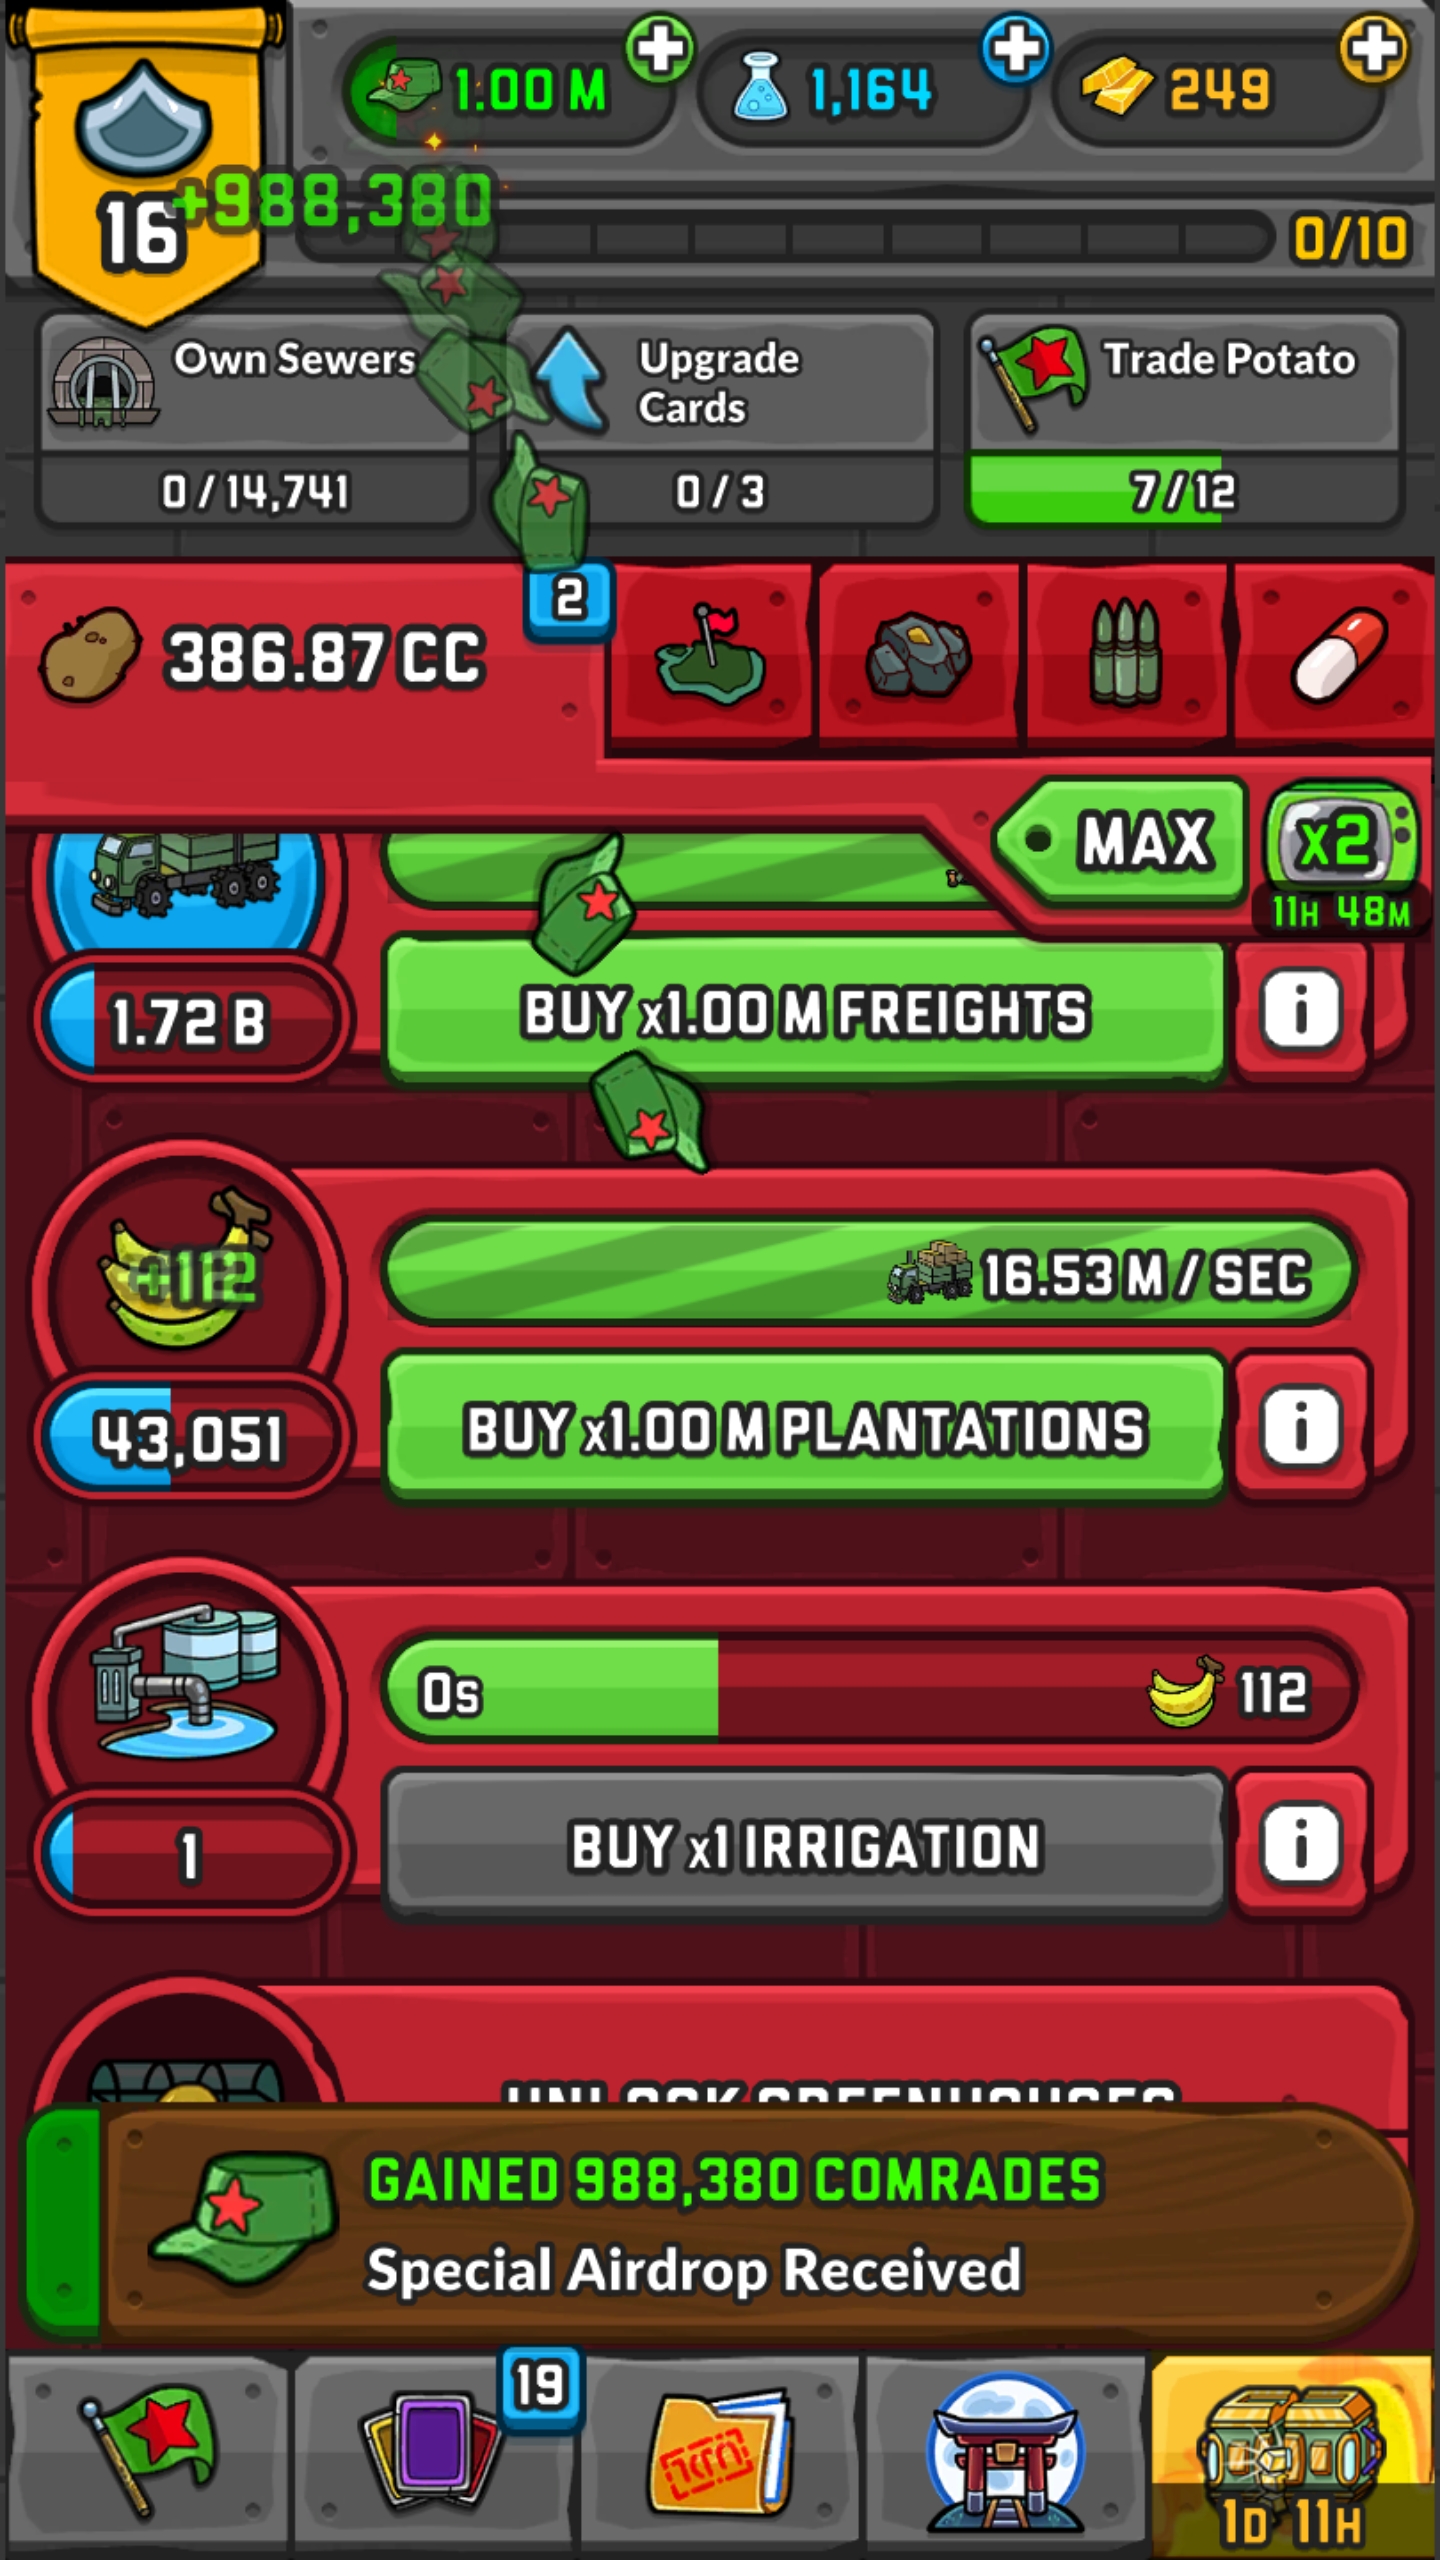 1.00 M
1,164
249
16
+988,380
0/10
Own Sewers
0 / 14,741
Upgrade
Cards
0 / 3
Trade Potato
7 / 12
386.87 CC
2
MAX
x2
11H 48M
1.72 B
BUY x1.00 M FREIGHTS
i
+112
16.53 M / SEC
43,051
BUY x1.00 M PLANTATIONS
i
0s
112
1
BUY x1 IRRIGATION
i
UNLOCK GREENHOUSES
GAINED 988,380 COMRADES
Special Airdrop Received
19
1D 11H